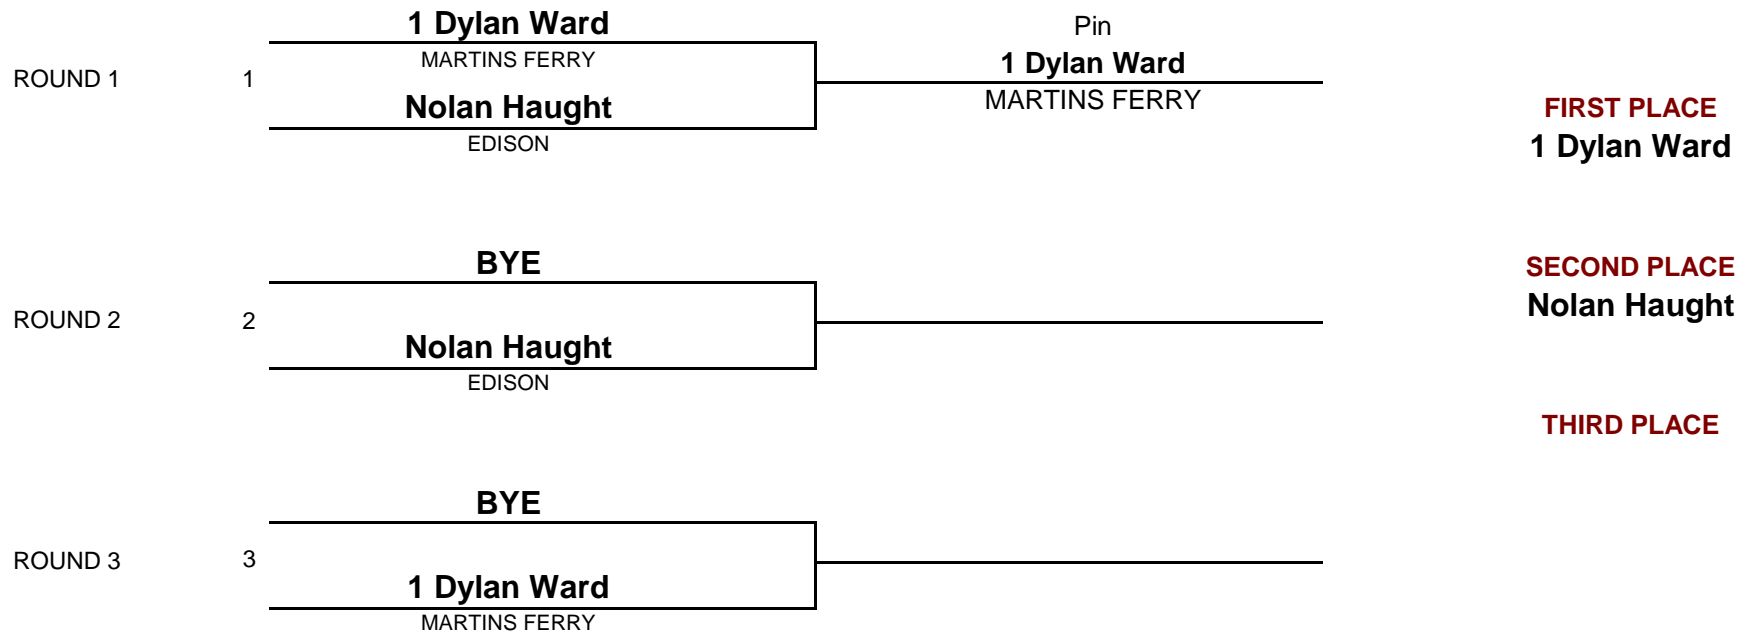 1 Dylan Ward
MARTINS FERRY
ROUND 1
1
Nolan Haught
EDISON
Pin
1 Dylan Ward
MARTINS FERRY
FIRST PLACE
1 Dylan Ward
BYE
ROUND 2
2
Nolan Haught
EDISON
SECOND PLACE
Nolan Haught
THIRD PLACE
BYE
ROUND 3
3
1 Dylan Ward
MARTINS FERRY